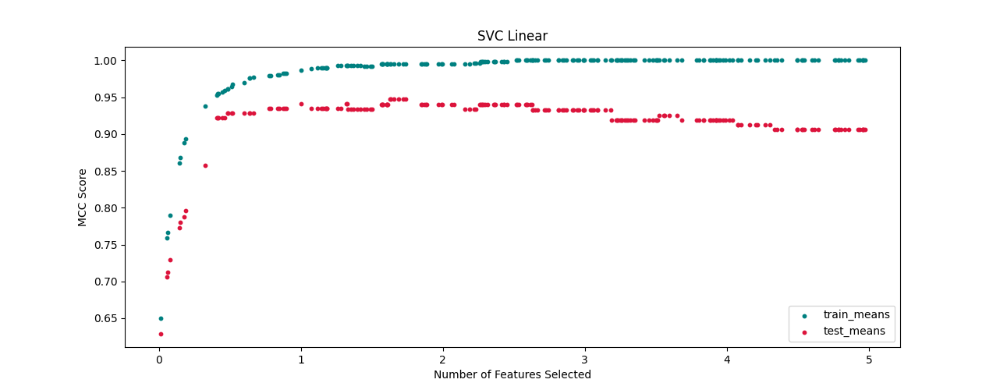 SVC Linear
MCC Score
1.00
0.95
0.90
0.85
0.80
0.75
0.70
0.65
0
1
2
3
4
5
Number of Features Selected
train_means
test_means